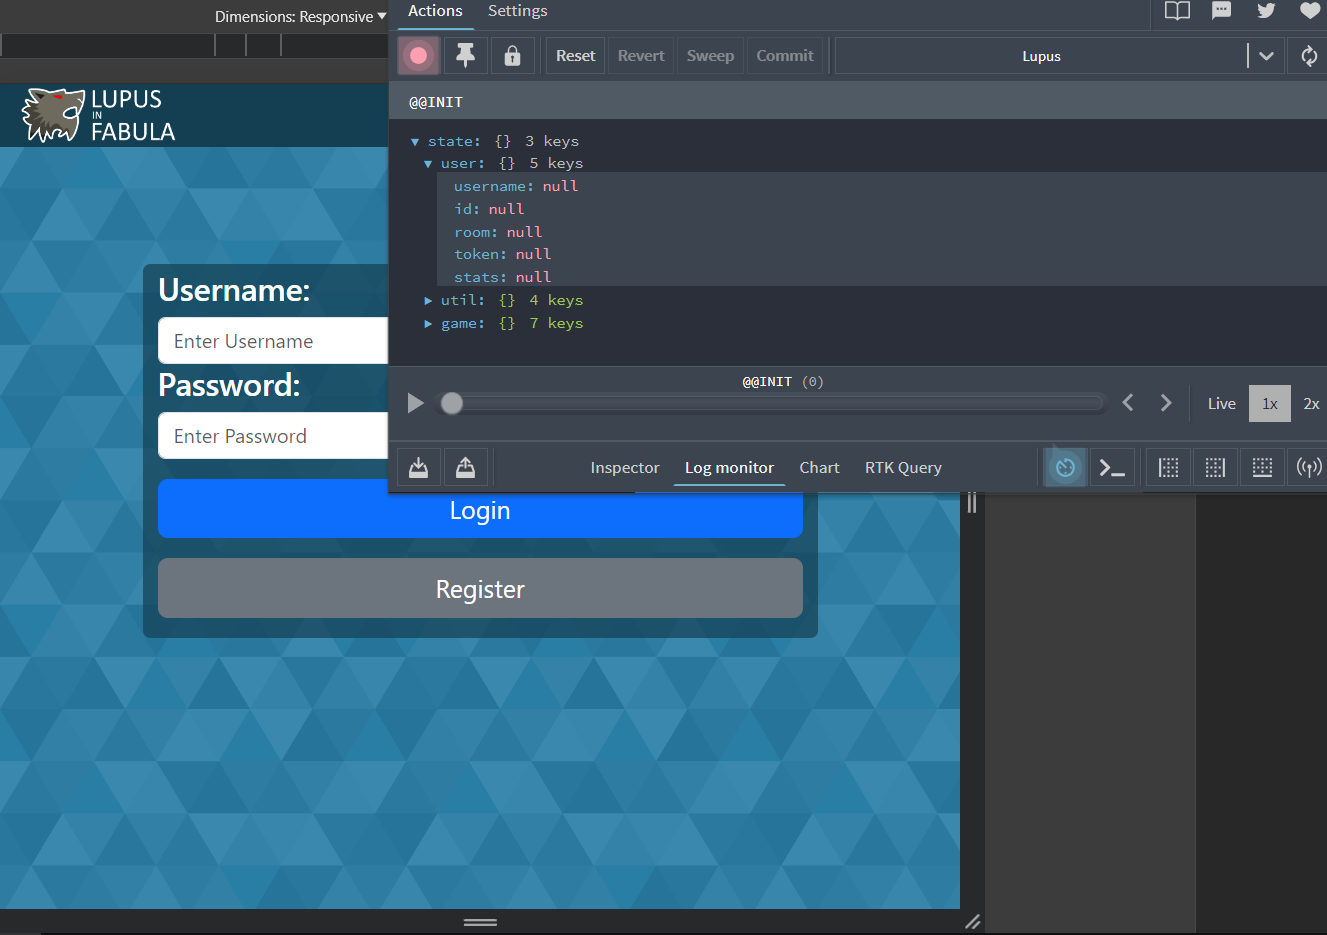 Dimensions: Responsive
Actions Settings
Reset Revert Sweep Commit Lupus
@@INIT
LUPUS
IN
FABULA
state: {} 3 keys
user: {} 5 keys
username: null
id: null
room: null
token: null
stats: null
util: {} 4 keys
game: {} 7 keys
Username:
Enter Username
Password:
Enter Password
@@INIT (0)
Live 1x 2x
Inspector Log monitor Chart RTK Query
Login
Register